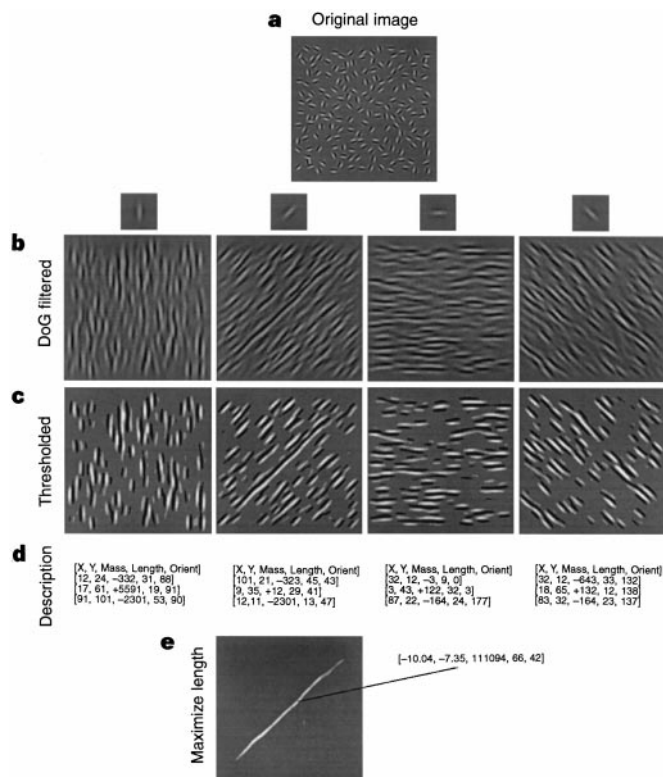 a Original image
b DoG filtered
c Thresholded
d Description
[X, Y, Mass, Length, Orient]
[12, 24, –332, 31, 88]
[17, 61, +5591, 19, 91]
[91, 101, –2301, 53, 90]
[X, Y, Mass, Length, Orient]
[101, 21, –323, 45, 43]
[9, 35, +12, 29, 41]
[12,11, –2301, 13, 47]
[X, Y, Mass, Length, Orient]
[32, 12, –3, 9, 0]
[3, 43, +122, 32, 3]
[87, 22, –164, 24, 177]
[X, Y, Mass, Length, Orient]
[32, 12, –643, 33, 132]
[18, 65, +132, 12, 138]
[83, 32, –164, 23, 137]
e Maximize length
[–10.04, –7.35, 111094, 66, 42]